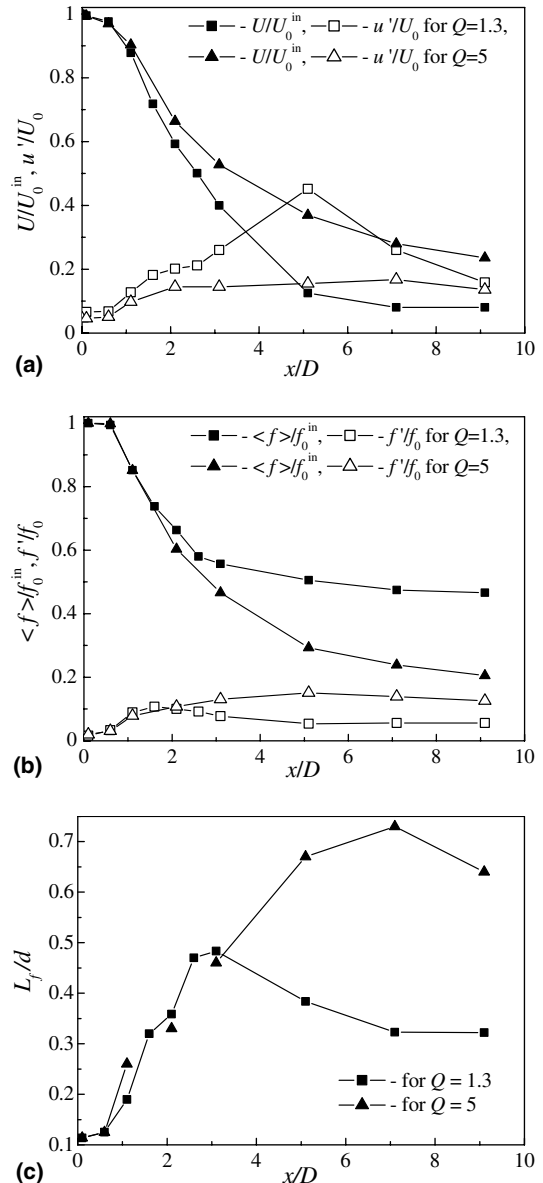 1
0.8
0.6
0.4
0.2
0
U/U₀ⁱⁿ, u'/U₀
- U/U₀ⁱⁿ, - u'/U₀ for Q=1.3,
- U/U₀ⁱⁿ, - u'/U₀ for Q=5
0 2 4 6 8 10
(a)
x/D
1
0.8
0.6
0.4
0.2
0
<f>/f₀ⁱⁿ, f'/f₀
- <f>/f₀ⁱⁿ, - f'/f₀ for Q=1.3,
- <f>/f₀ⁱⁿ, - f'/f₀ for Q=5
0 2 4 6 8 10
(b)
x/D
0.7
0.6
0.5
0.4
0.3
0.2
0.1
L_f/d
- for Q = 1.3
- for Q = 5
0 2 4 6 8 10
(c)
x/D